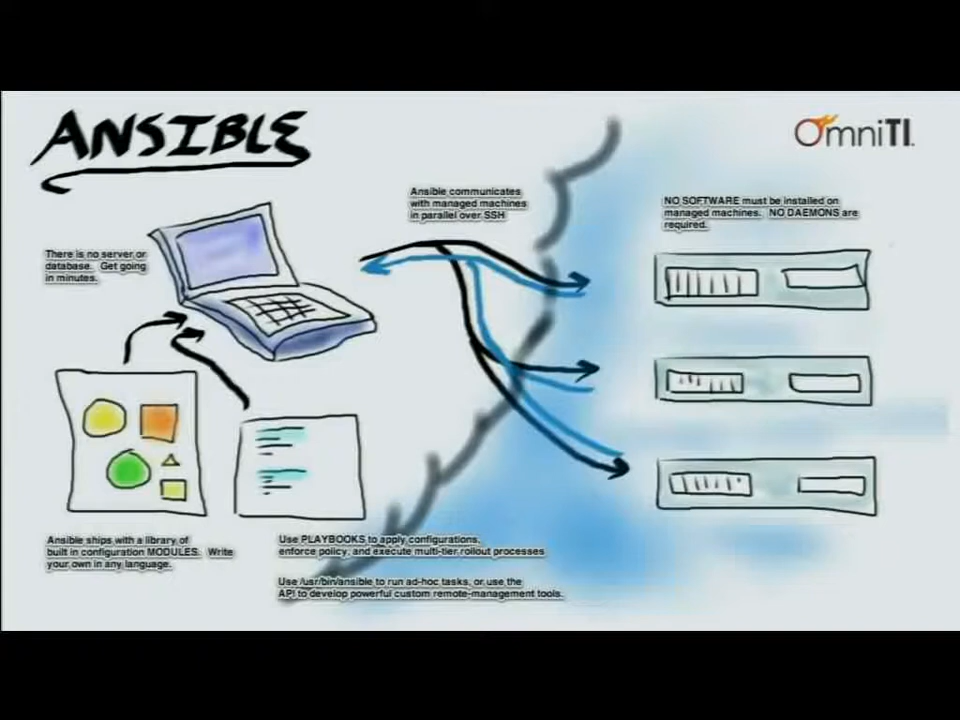 ANSIBLE
OmniTI.
Ansible communicates
with managed machines
in parallel over SSH
NO SOFTWARE must be installed on
managed machines. NO DAEMONS are
required.
There is no server or
database. Get going
in minutes.
Ansible ships with a library of
built in configuration MODULES. Write
your own in any language.
Use PLAYBOOKS to apply configurations,
enforce policy, and execute multi-tier rollout processes.
Use /usr/bin/ansible to run ad-hoc tasks, or use the
API to develop powerful custom remote-management tools.